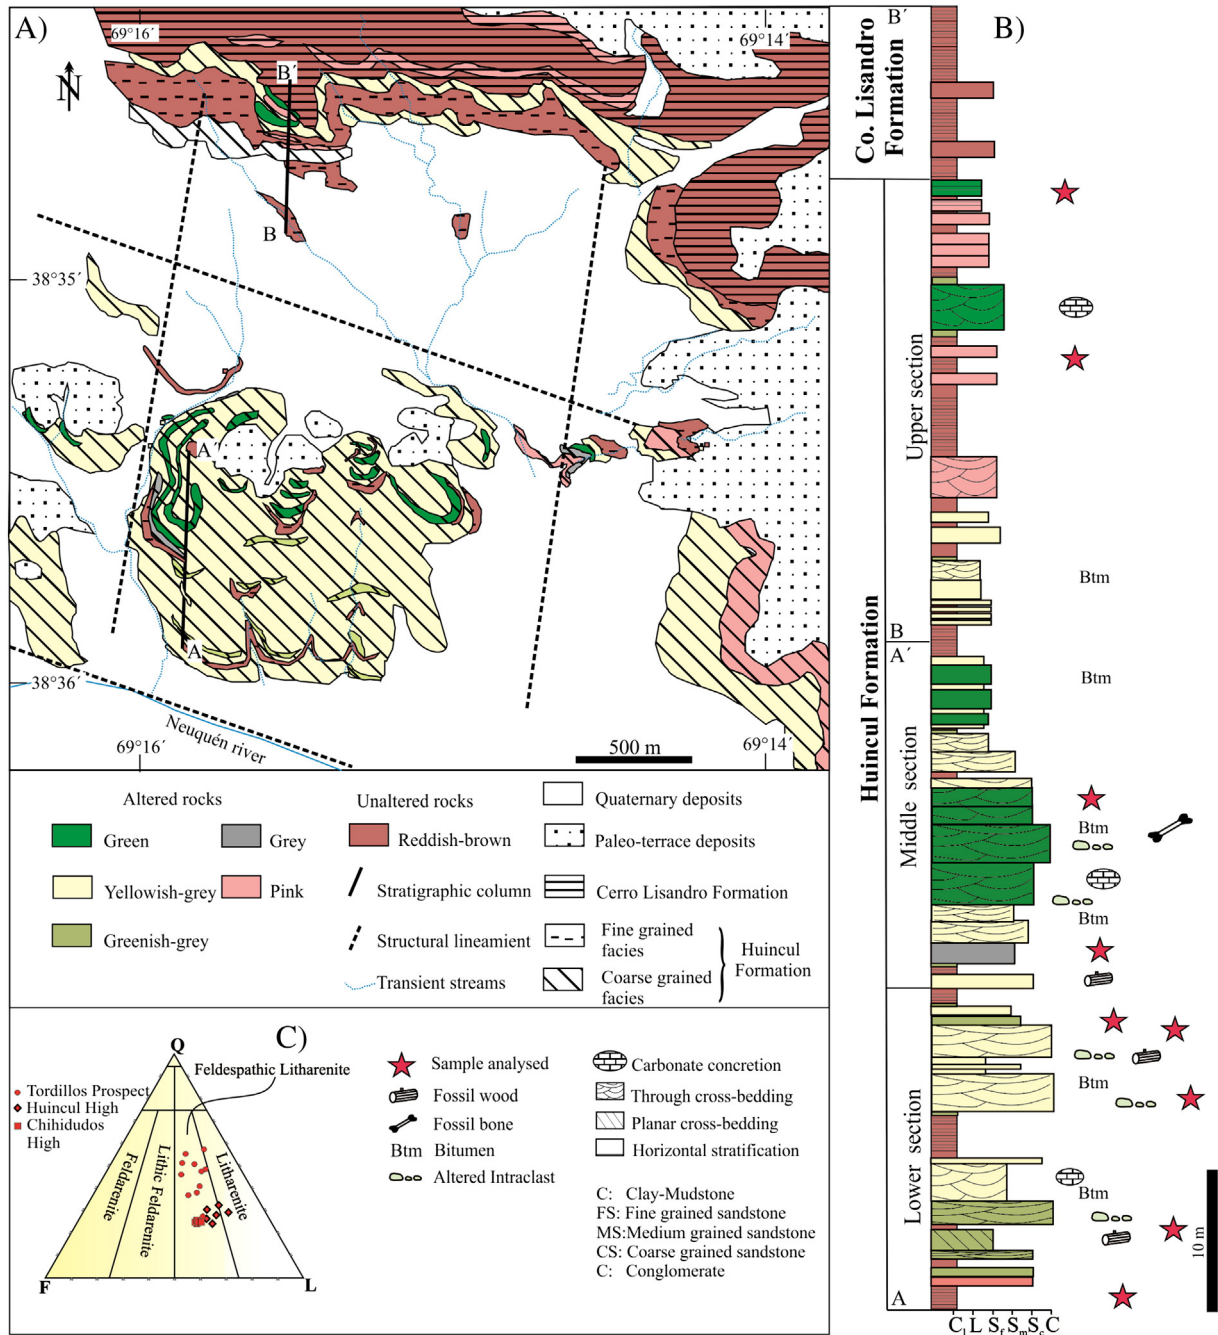 A)
69°16´
69°14´
N
B´
B
38°35´
A´
A
38°36´
Neuquén river
69°16´
500 m
69°14´
Altered rocks
Green
Grey
Yellowish-grey
Pink
Greenish-grey
Unaltered rocks
Reddish-brown
Stratigraphic column
Structural lineamient
Transient streams
Quaternary deposits
Paleo-terrace deposits
Cerro Lisandro Formation
Fine grained
facies
Coarse grained
facies
Huincul
Formation
C)
Q
F
L
Feldespathic Litharenite
Tordillos Prospect
Huincul High
Chihidudos
High
Feldarenite
Lithic Feldarenite
Litharenite
Sample analysed
Fossil wood
Fossil bone
Btm Bitumen
Altered Intraclast
Carbonate concretion
Through cross-bedding
Planar cross-bedding
Horizontal stratification
C: Clay-Mudstone
FS: Fine grained sandstone
MS:Medium grained sandstone
CS: Coarse grained sandstone
C: Conglomerate
B)
B´
Co. Lisandro
Formation
Huincul Formation
Upper section
Middle section
Lower section
B
A´
A
Btm
Btm
Btm
Btm
Btm
Btm
10 m
Cl L Sf Sm Sc C